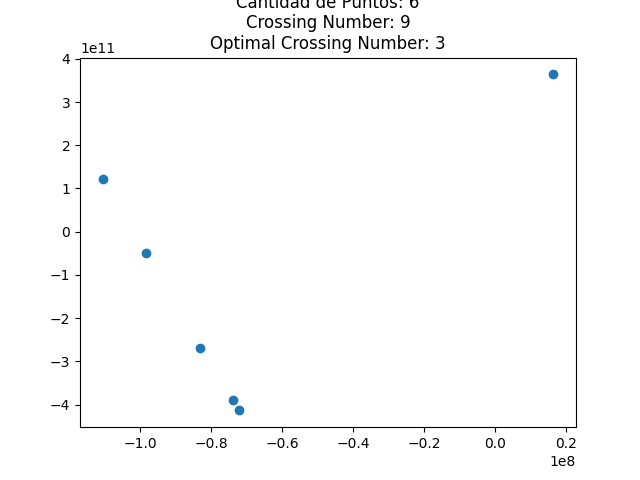 Cantidad de Puntos: 6
Crossing Number: 9
Optimal Crossing Number: 3
1e11
4
3
2
1
0
−1
−2
−3
−4
−1.0 −0.8 −0.6 −0.4 −0.2 0.0 0.2
1e8